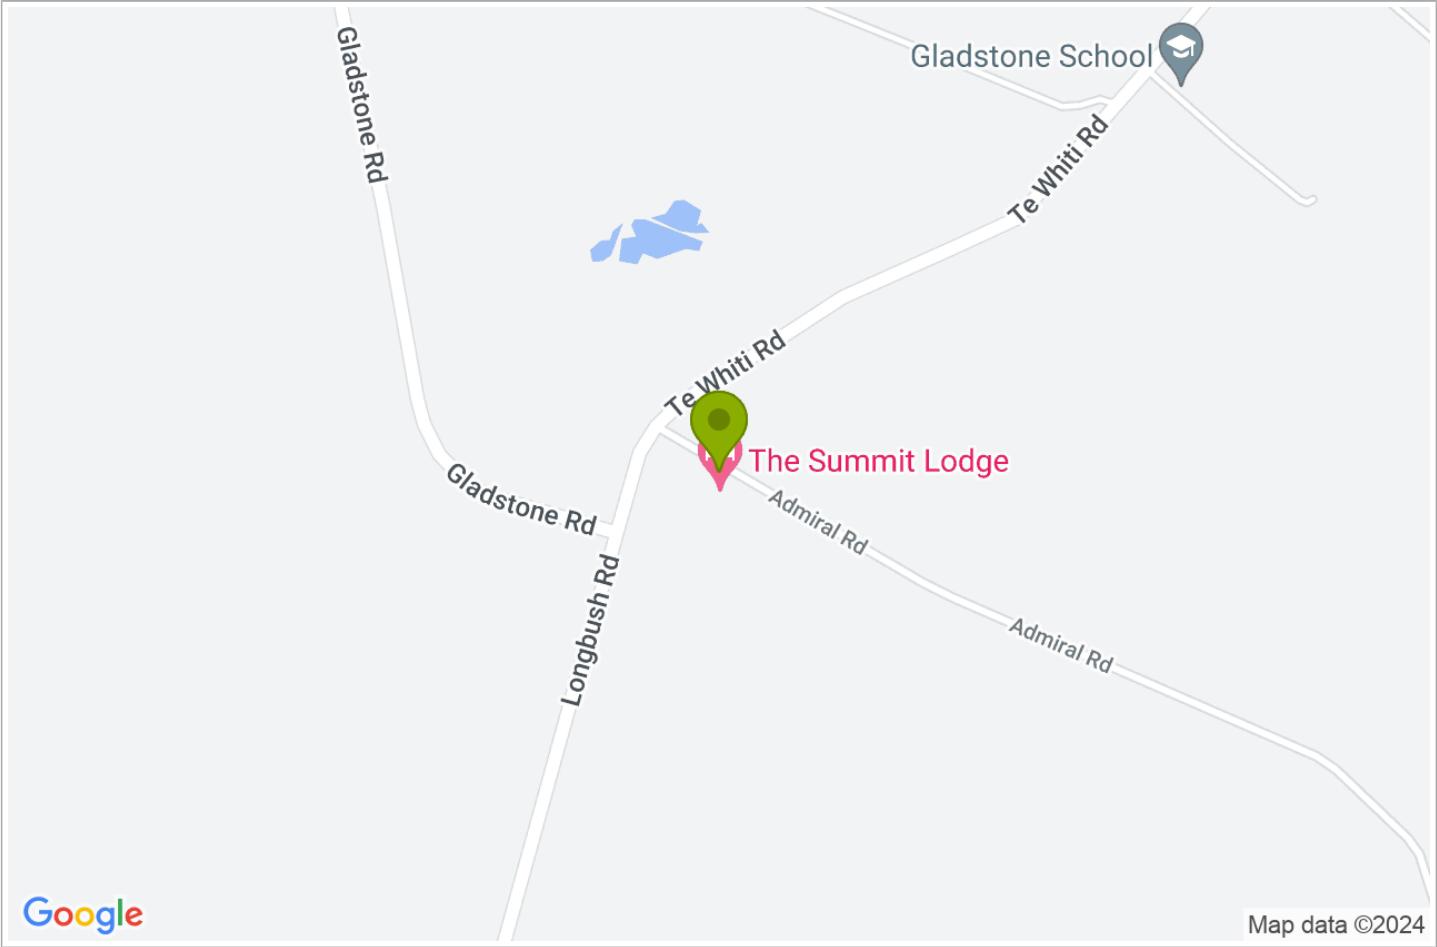 Gladstone Rd
Gladstone School
Te Whiti Rd
Te Whiti Rd
The Summit Lodge
Gladstone Rd
Admiral Rd
Longbush Rd
Admiral Rd
Google
Map data ©2024